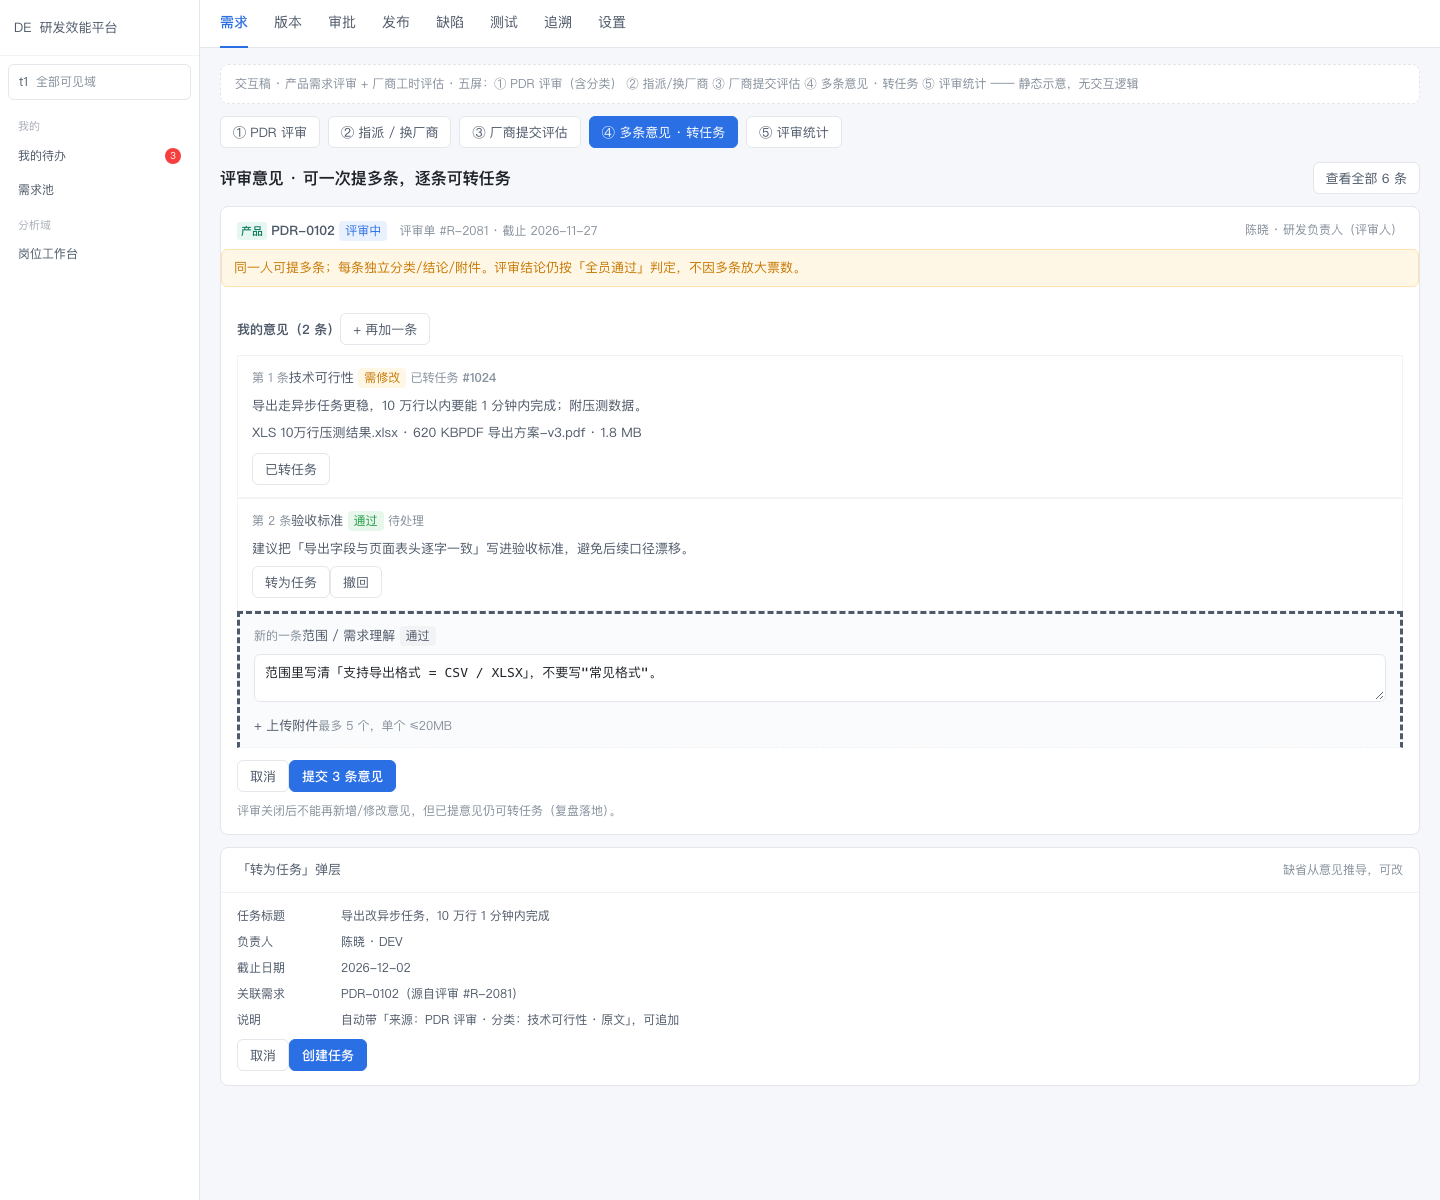 DE 研发效能平台
t1 全部可见域
我的
我的待办 3
需求池
分析域
岗位工作台
需求 版本 审批 发布 缺陷 测试 追溯 设置
交互稿 · 产品需求评审 + 厂商工时评估 · 五屏：① PDR 评审（含分类） ② 指派/换厂商 ③ 厂商提交评估 ④ 多条意见 · 转任务 ⑤ 评审统计 —— 静态示意，无交互逻辑
① PDR 评审 ② 指派 / 换厂商 ③ 厂商提交评估 ④ 多条意见 · 转任务 ⑤ 评审统计
评审意见 · 可一次提多条，逐条可转任务 查看全部 6 条
产品 PDR-0102 评审中 评审单 #R-2081 · 截止 2026-11-27 陈晓 · 研发负责人（评审人）
同一人可提多条；每条独立分类/结论/附件。评审结论仍按「全员通过」判定，不因多条放大票数。
我的意见（2 条） + 再加一条
第 1 条技术可行性 需修改 已转任务 #1024
导出走异步任务更稳，10 万行以内要能 1 分钟内完成；附压测数据。
XLS 10万行压测结果.xlsx · 620 KBPDF 导出方案-v3.pdf · 1.8 MB
已转任务
第 2 条验收标准 通过 待处理
建议把「导出字段与页面表头逐字一致」写进验收标准，避免后续口径漂移。
转为任务 撤回
新的一条范围 / 需求理解 通过
范围里写清「支持导出格式 = CSV / XLSX」，不要写"常见格式"。
+ 上传附件最多 5 个，单个 ≤20MB
取消 提交 3 条意见
评审关闭后不能再新增/修改意见，但已提意见仍可转任务（复盘落地）。
「转为任务」弹层 缺省从意见推导，可改
任务标题 导出改异步任务，10 万行 1 分钟内完成
负责人 陈晓 · DEV
截止日期 2026-12-02
关联需求 PDR-0102（源自评审 #R-2081）
说明 自动带「来源：PDR 评审 · 分类：技术可行性 · 原文」，可追加
取消 创建任务